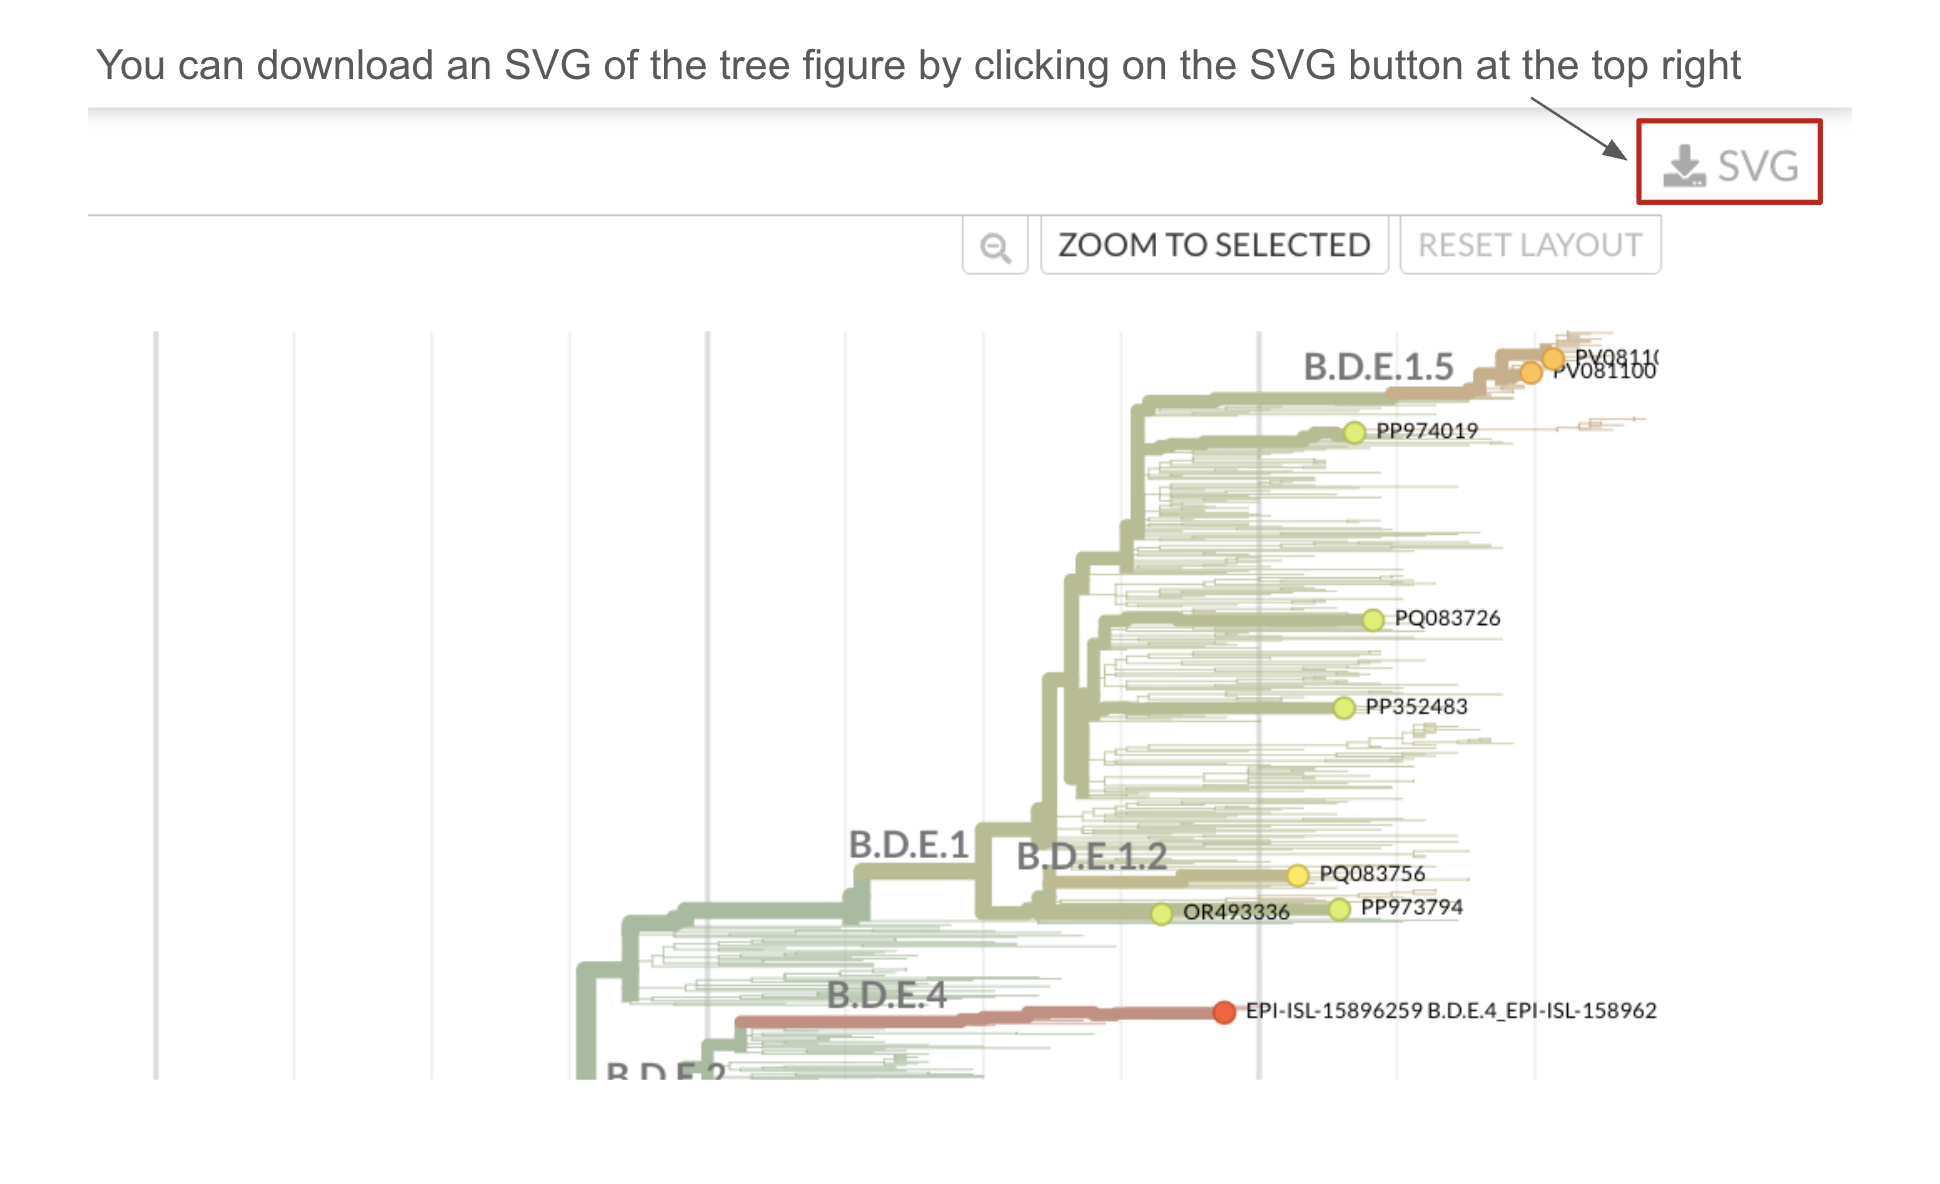 You can download an SVG of the tree figure by clicking on the SVG button at the top right
SVG
ZOOM TO SELECTED
RESET LAYOUT
B.D.E.1.5
PV08110
PV081100
PP974019
PQ083726
PP352483
B.D.E.1
B.D.E.1.2
PQ083756
OR493336
PP973794
B.D.E.4
EPI-ISL-15896259 B.D.E.4_EPI-ISL-158962
B.D.E.2